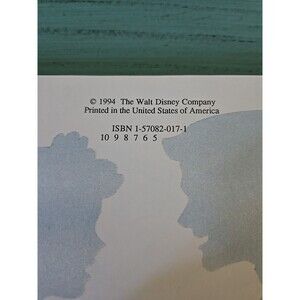 © 1994 The Walt Disney Company
Printed in the United States of America
ISBN 1-57082-017-1
10 9 8 7 6 5